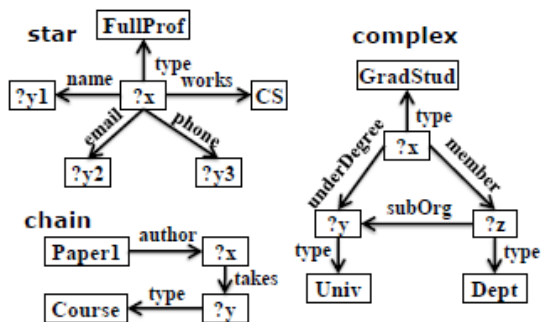 star
FullProf
type
name
works
?y1
?x
CS
email
phone
?y2
?y3
chain
Paper1
author
?x
takes
Course
type
?y
complex
GradStud
type
?x
underDegree
member
?y
subOrg
?z
type
type
Univ
Dept